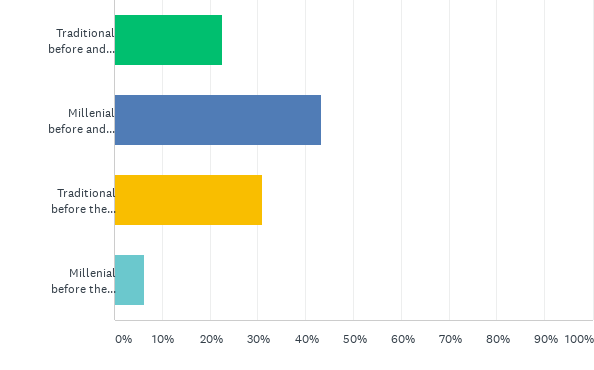 Traditional
before and...
Millenial
before and...
Traditional
before the...
Millenial
before the...
0% 10% 20% 30% 40% 50% 60% 70% 80% 90% 100%